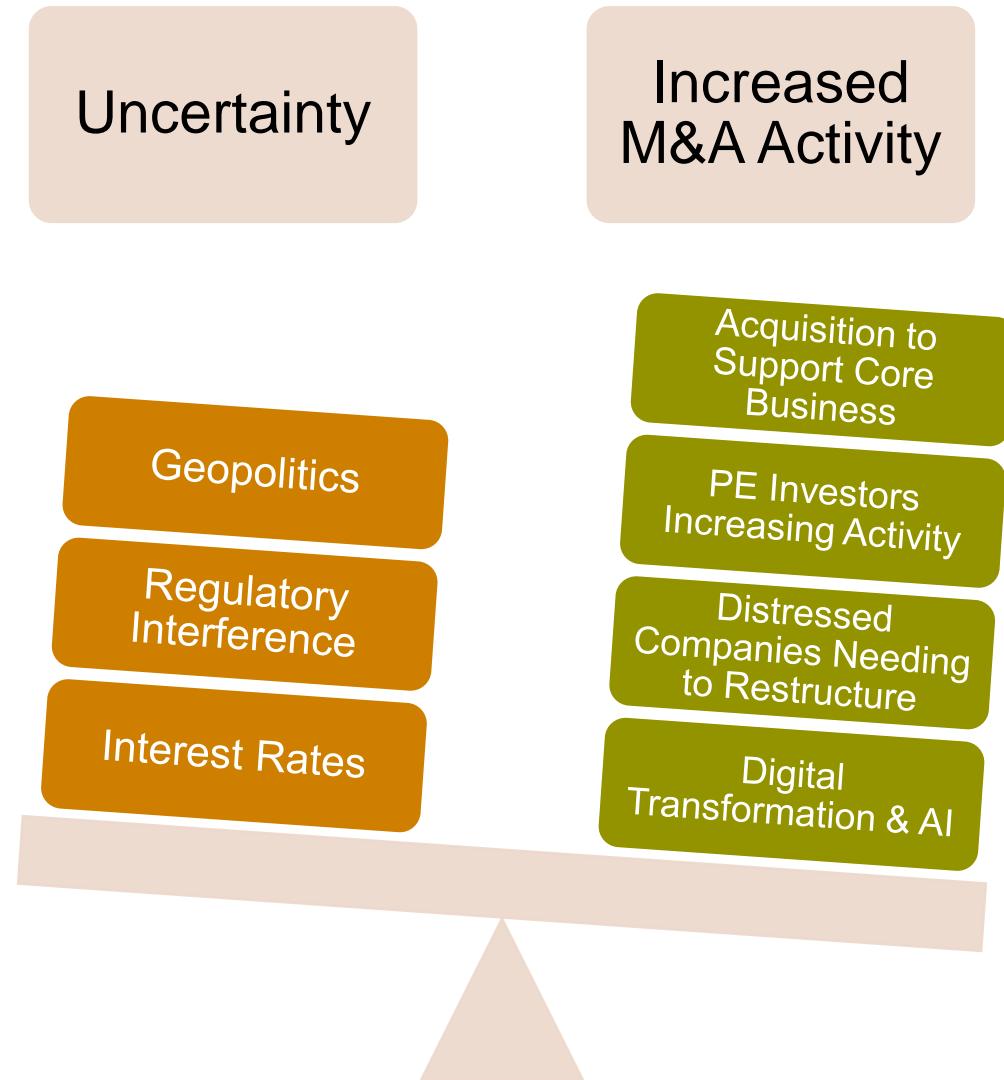 Uncertainty
Increased
M&A Activity
Geopolitics
Regulatory
Interference
Interest Rates
Acquisition to
Support Core
Business
PE Investors
Increasing Activity
Distressed
Companies Needing
to Restructure
Digital
Transformation & AI